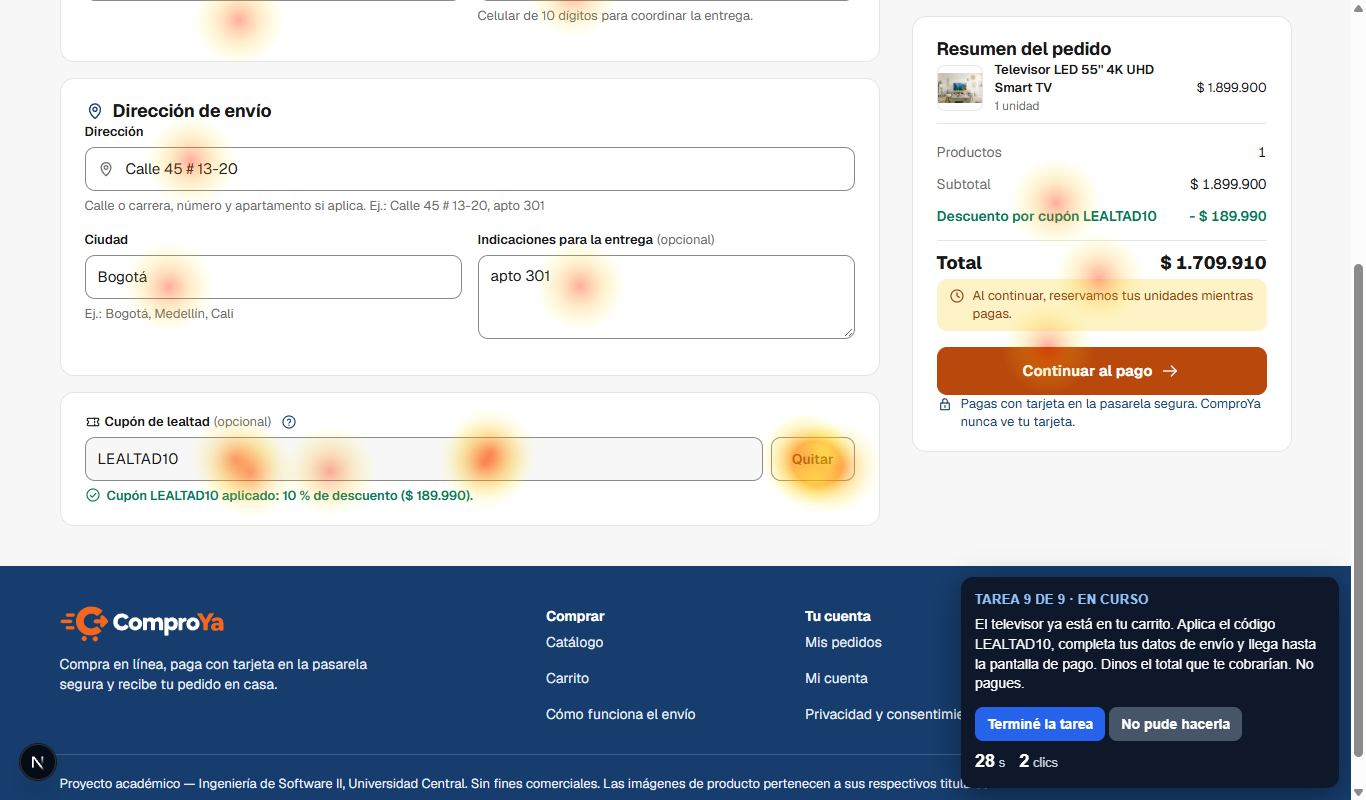 Celular de 10 dígitos para coordinar la entrega.
Dirección de envío
Dirección
Calle 45 # 13-20
Calle o carrera, número y apartamento si aplica. Ej.: Calle 45 # 13-20, apto 301
Ciudad
Bogotá
Ej.: Bogotá, Medellín, Cali
Indicaciones para la entrega (opcional)
apto 301
Cupón de lealtad (opcional) ?
LEALTAD10
Quitar
Cupón LEALTAD10 aplicado: 10 % de descuento ($ 189.990).
Resumen del pedido
Televisor LED 55" 4K UHD
Smart TV
1 unidad
$ 1.899.900
Productos 1
Subtotal $ 1.899.900
Descuento por cupón LEALTAD10 - $ 189.990
Total $ 1.709.910
Al continuar, reservamos tus unidades mientras
pagas.
Continuar al pago →
Pagas con tarjeta en la pasarela segura. ComproYa
nunca ve tu tarjeta.
ComproYa
Compra en línea, paga con tarjeta en la pasarela
segura y recibe tu pedido en casa.
Comprar
Catálogo
Carrito
Cómo funciona el envío
Tu cuenta
Mis pedidos
Mi cuenta
Privacidad y consentimie
TAREA 9 DE 9 · EN CURSO
El televisor ya está en tu carrito. Aplica el código
LEALTAD10, completa tus datos de envío y llega hasta
la pantalla de pago. Dinos el total que te cobrarían. No
pagues.
Terminé la tarea
No pude hacerla
28 s 2 clics
N
Proyecto académico — Ingeniería de Software II, Universidad Central. Sin fines comerciales. Las imágenes de producto pertenecen a sus respectivos